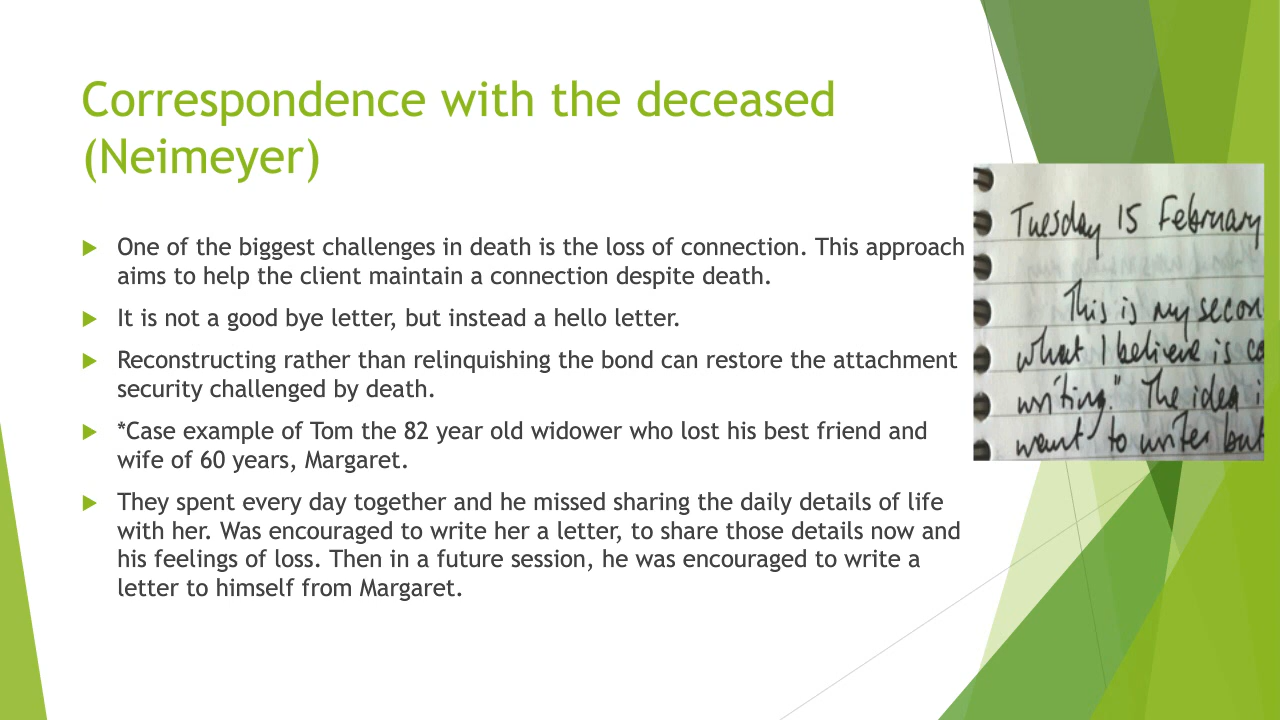 Correspondence with the deceased
(Neimeyer)
One of the biggest challenges in death is the loss of connection. This approach
aims to help the client maintain a connection despite death.
It is not a good bye letter, but instead a hello letter.
Reconstructing rather than relinquishing the bond can restore the attachment
security challenged by death.
*Case example of Tom the 82 year old widower who lost his best friend and
wife of 60 years, Margaret.
They spent every day together and he missed sharing the daily details of life
with her. Was encouraged to write her a letter, to share those details now and
his feelings of loss. Then in a future session, he was encouraged to write a
letter to himself from Margaret.
Tuesday 15 February
This is my secon
what I believe is co
writing." The idea i
want to write but